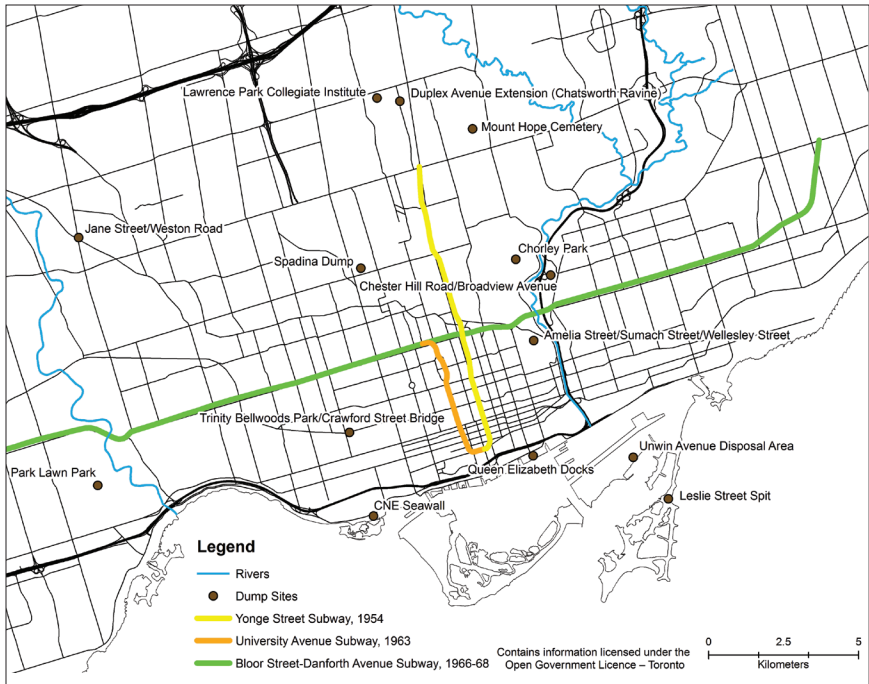 Lawrence Park Collegiate Institute
Duplex Avenue Extension (Chatsworth Ravine)
Mount Hope Cemetery
Jane Street/Weston Road
Chorley Park
Spadina Dump
Chester Hill Road/Broadview Avenue
Amelia Street/Sumach Street/Wellesley Street
Trinity Bellwoods Park/Crawford Street Bridge
Unwin Avenue Disposal Area
Park Lawn Park
Queen Elizabeth Docks
Leslie Street Spit
CNE Seawall
Legend
Rivers
Dump Sites
Yonge Street Subway, 1954
University Avenue Subway, 1963
Bloor Street-Danforth Avenue Subway, 1966-68
Contains information licensed under the
Open Government Licence – Toronto
0 2.5 5
Kilometers